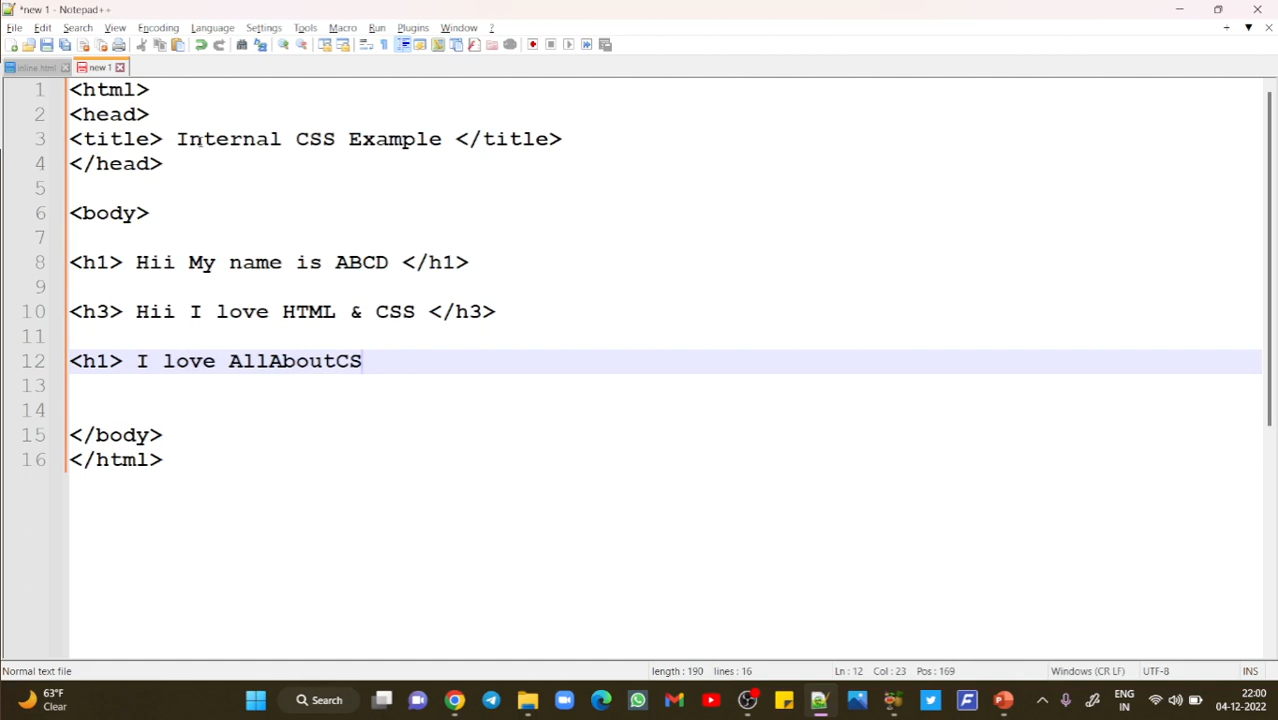 *new 1 - Notepad++
File Edit Search View Encoding Language Settings Tools Macro Run Plugins Window ?
inline.html new 1
1 <html>
2 <head>
3 <title> Internal CSS Example </title>
4 </head>
5
6 <body>
7
8 <h1> Hii My name is ABCD </h1>
9
10 <h3> Hii I love HTML & CSS </h3>
11
12 <h1> I love AllAboutCS
13
14
15 </body>
16 </html>
Normal text file length : 190 lines : 16 Ln : 12 Col : 23 Pos : 169 Windows (CR LF) UTF-8 INS
63°F
Clear
Search
ENG
IN
22:00
04-12-2022